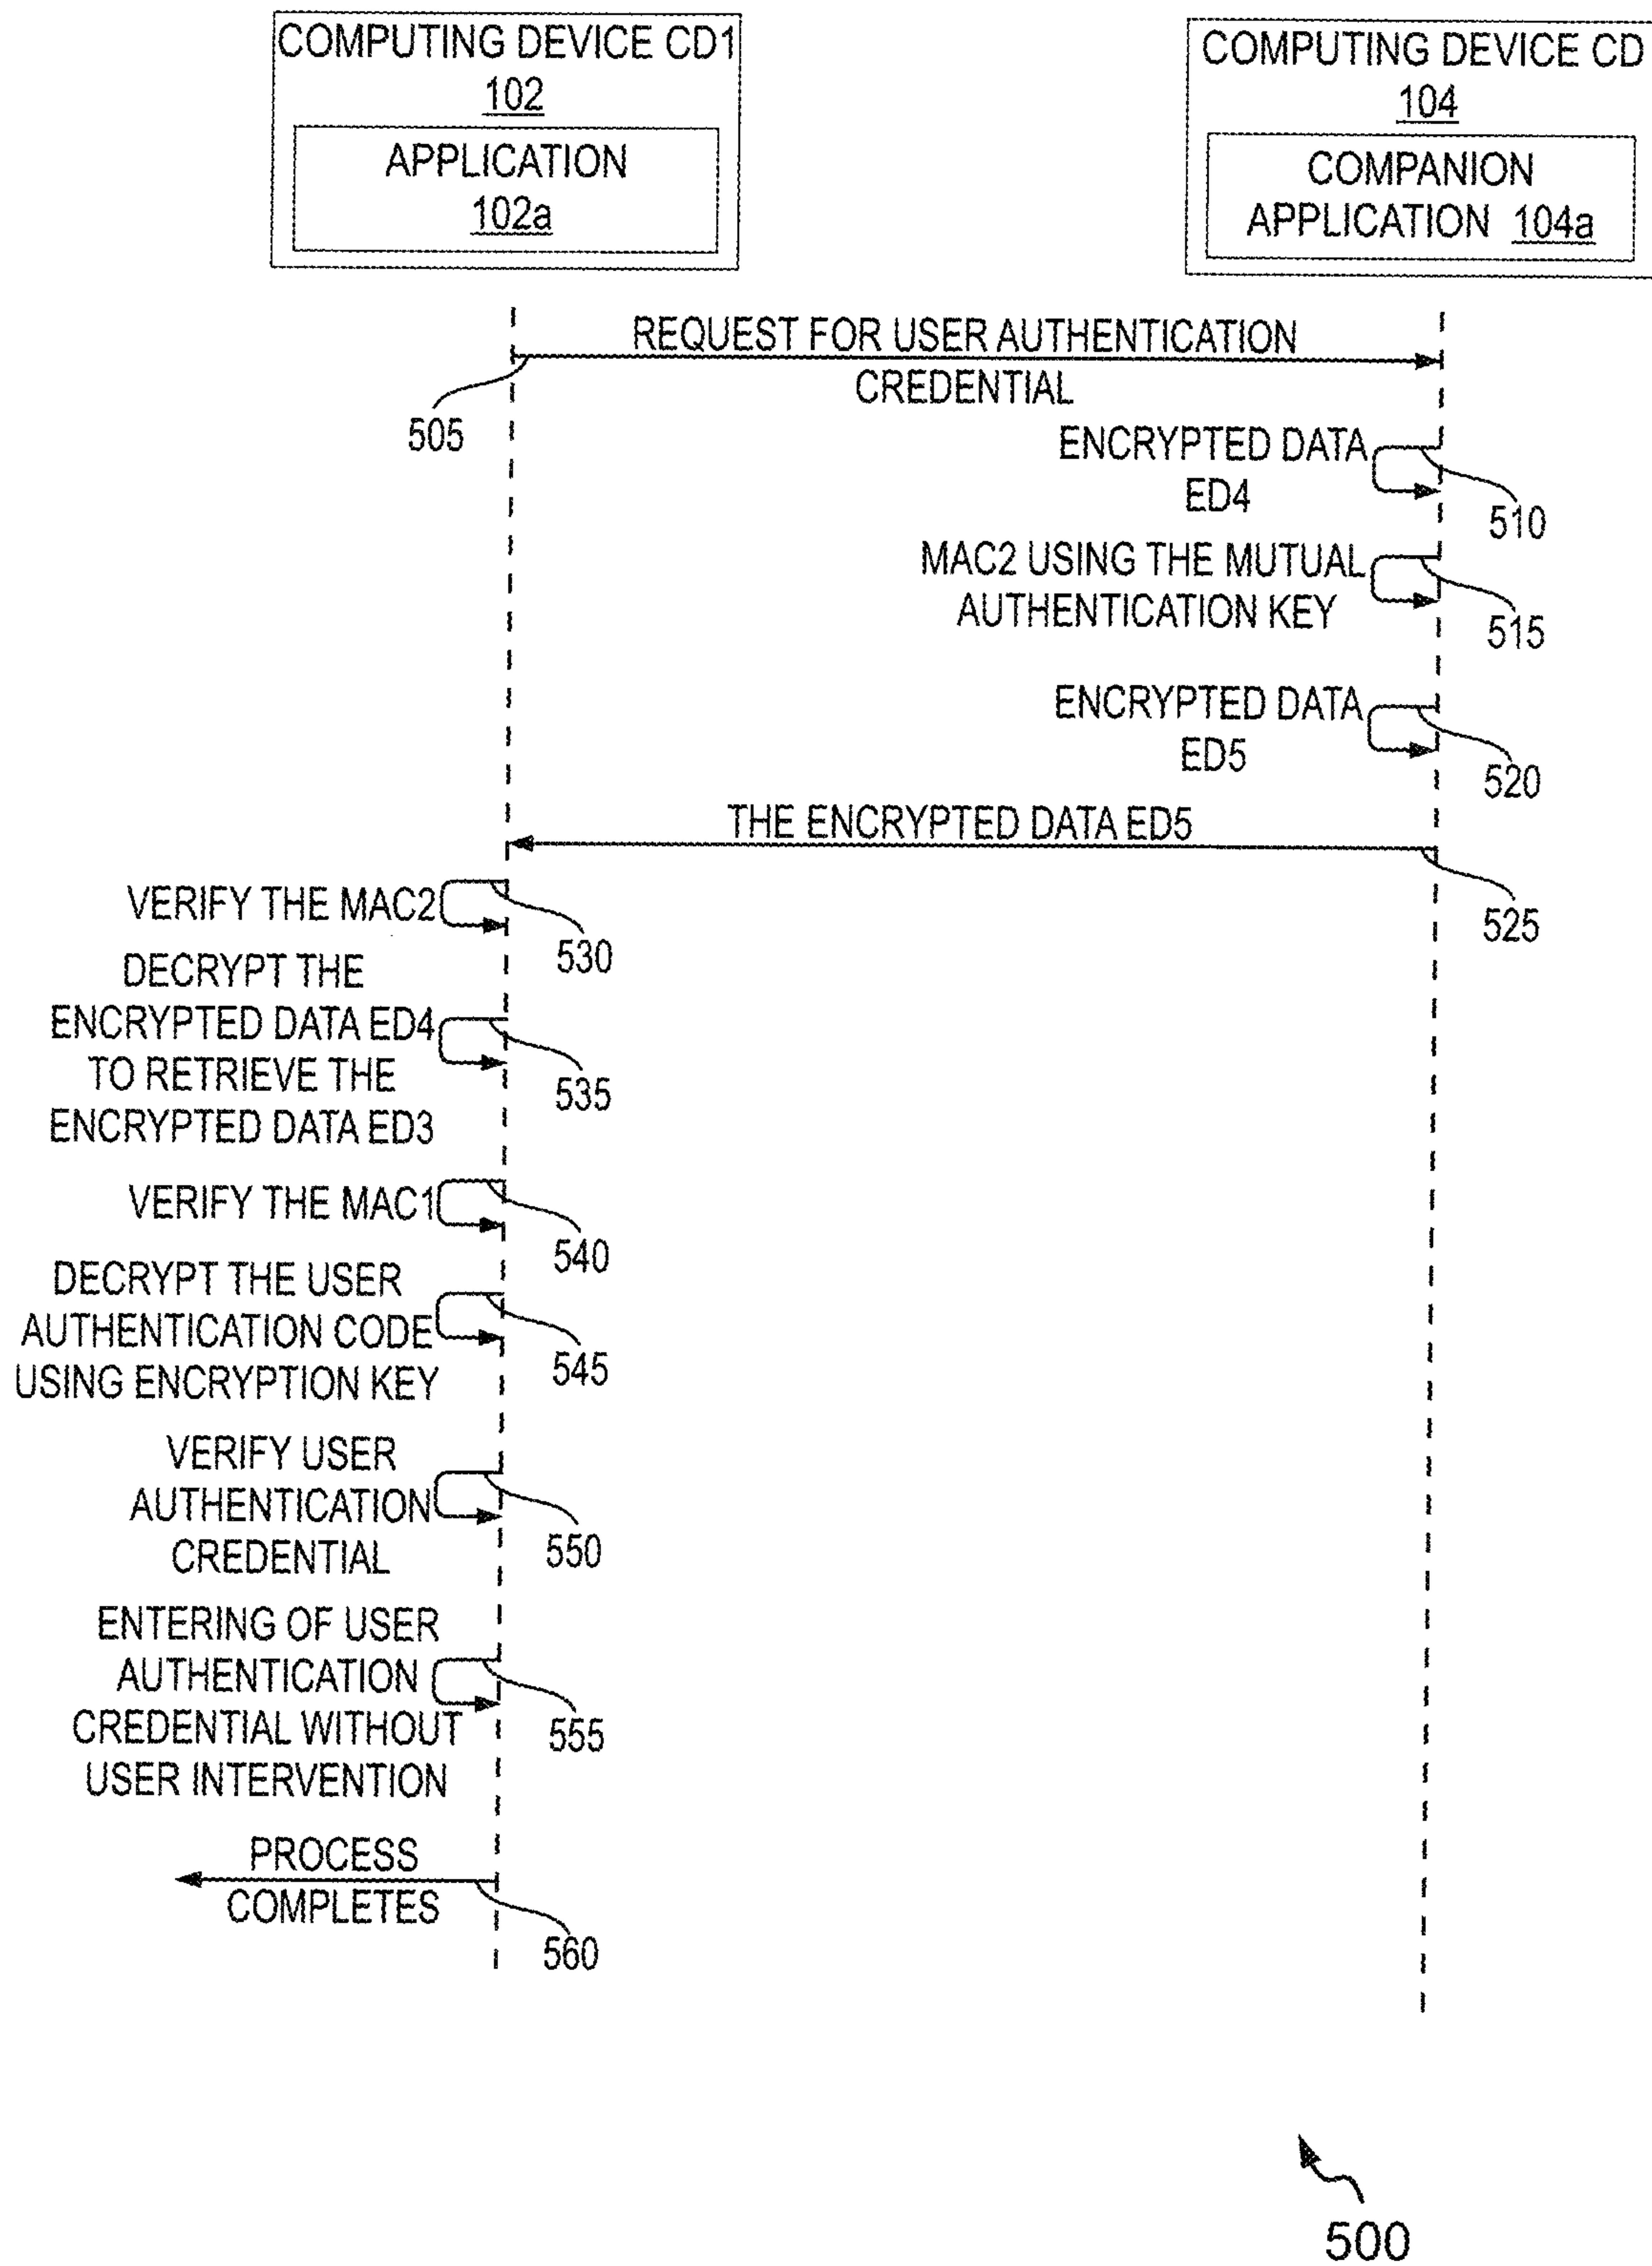 COMPUTING DEVICE CD1
102
APPLICATION
102a
COMPUTING DEVICE CD
104
COMPANION
APPLICATION 104a
REQUEST FOR USER AUTHENTICATION
CREDENTIAL
505
ENCRYPTED DATA
ED4
510
MAC2 USING THE MUTUAL
AUTHENTICATION KEY
515
ENCRYPTED DATA
ED5
520
THE ENCRYPTED DATA ED5
525
VERIFY THE MAC2
530
DECRYPT THE
ENCRYPTED DATA ED4
TO RETRIEVE THE
ENCRYPTED DATA ED3
535
VERIFY THE MAC1
540
DECRYPT THE USER
AUTHENTICATION CODE
USING ENCRYPTION KEY
545
VERIFY USER
AUTHENTICATION
CREDENTIAL
550
ENTERING OF USER
AUTHENTICATION
CREDENTIAL WITHOUT
USER INTERVENTION
555
PROCESS
COMPLETES
560
500